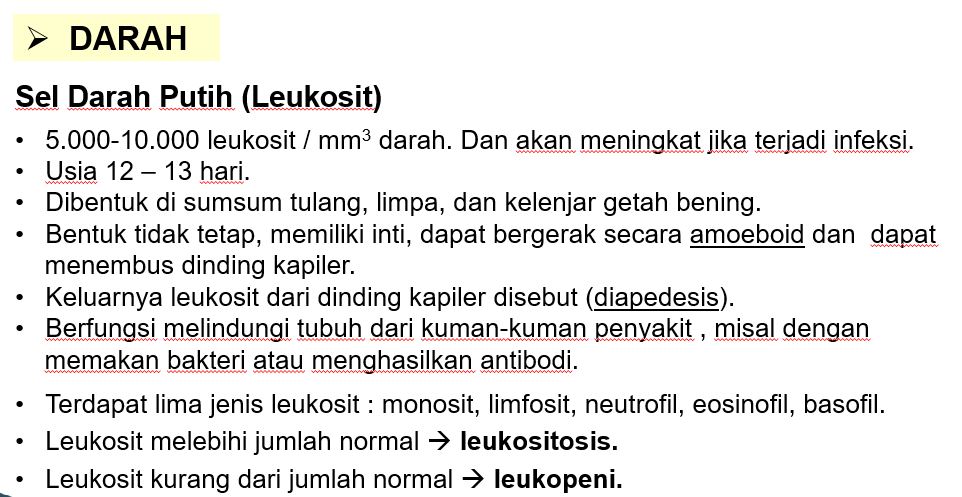 ➢ DARAH
Sel Darah Putih (Leukosit)
• 5.000-10.000 leukosit / mm³ darah. Dan akan meningkat jika terjadi infeksi.
• Usia 12 – 13 hari.
• Dibentuk di sumsum tulang, limpa, dan kelenjar getah bening.
• Bentuk tidak tetap, memiliki inti, dapat bergerak secara amoeboid dan dapat
menembus dinding kapiler.
• Keluarnya leukosit dari dinding kapiler disebut (diapedesis).
• Berfungsi melindungi tubuh dari kuman-kuman penyakit , misal dengan
memakan bakteri atau menghasilkan antibodi.
• Terdapat lima jenis leukosit : monosit, limfosit, neutrofil, eosinofil, basofil.
• Leukosit melebihi jumlah normal → leukositosis.
• Leukosit kurang dari jumlah normal → leukopeni.